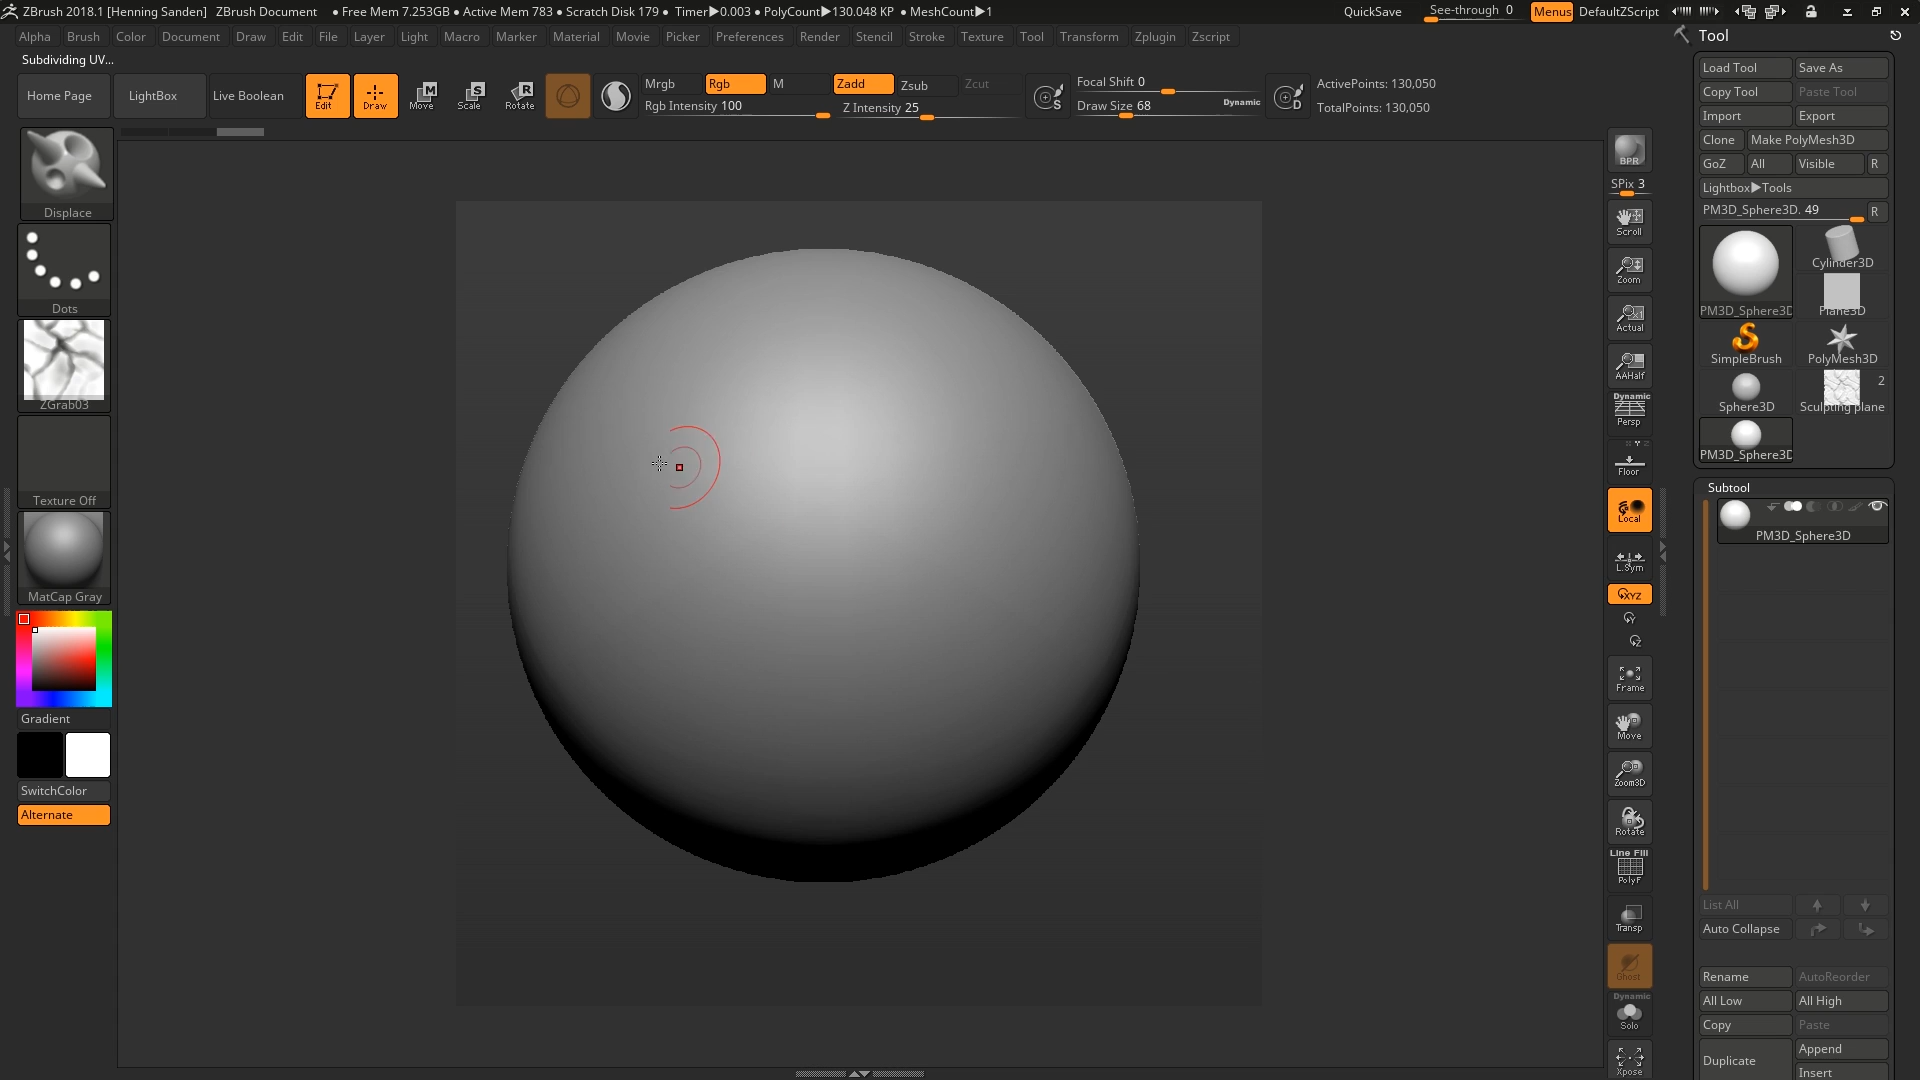 ZBrush 2018.1 [Henning Sanden] ZBrush Document ● Free Mem 7.253GB ● Active Mem 783 ● Scratch Disk 179 ● Timer▶0.003 ● PolyCount▶130.048 KP ● MeshCount▶1 QuickSave See-through 0 Menus DefaultZScript
Alpha Brush Color Document Draw Edit File Layer Light Macro Marker Material Movie Picker Preferences Render Stencil Stroke Texture Tool Transform Zplugin Zscript
Subdividing UV...
Home Page LightBox Live Boolean Edit Draw Move Scale Rotate
Mrgb Rgb M Zadd Zsub Zcut
Rgb Intensity 100 Z Intensity 25
Focal Shift 0
Draw Size 68 Dynamic
ActivePoints: 130,050
TotalPoints: 130,050
Displace
Dots
ZGrab03
Texture Off
MatCap Gray
Gradient
SwitchColor
Alternate
BPR
SPix 3
Scroll
Zoom
Actual
AAHalf
Dynamic
Persp
Floor
Local
L.Sym
XYZ
Y
Z
Frame
Move
Zoom3D
Rotate
Line Fill
PolyF
Transp
Ghost
Dynamic
Solo
Xpose
Tool
Load Tool Save As
Copy Tool Paste Tool
Import Export
Clone Make PolyMesh3D
GoZ All Visible R
Lightbox▶Tools
PM3D_Sphere3D. 49 R
PM3D_Sphere3D Cylinder3D
Plane3D
SimpleBrush PolyMesh3D
2
Sphere3D Sculpting plane
PM3D_Sphere3D
Subtool
PM3D_Sphere3D
List All
Auto Collapse
Rename AutoReorder
All Low All High
Copy Paste
Duplicate Append
Insert